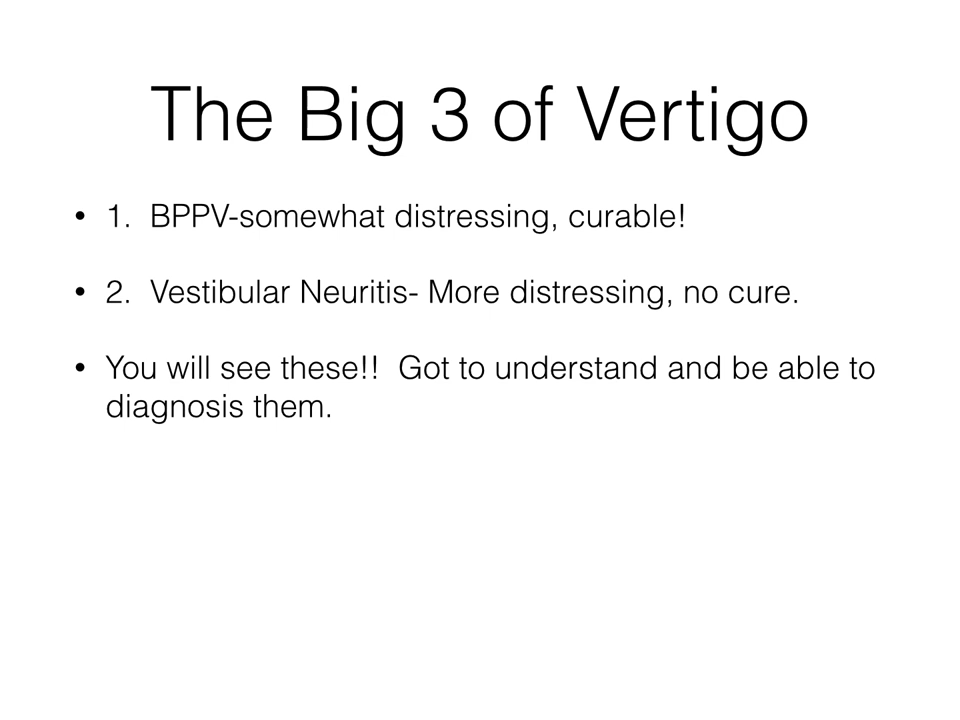 The Big 3 of Vertigo
• 1. BPPV-somewhat distressing, curable!
• 2. Vestibular Neuritis- More distressing, no cure.
• You will see these!! Got to understand and be able to
diagnosis them.